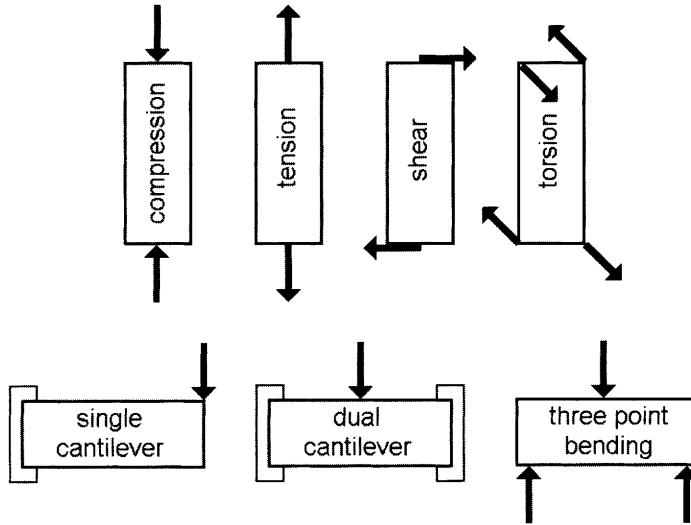 compression
tension
shear
torsion
single
cantilever
dual
cantilever
three point
bending